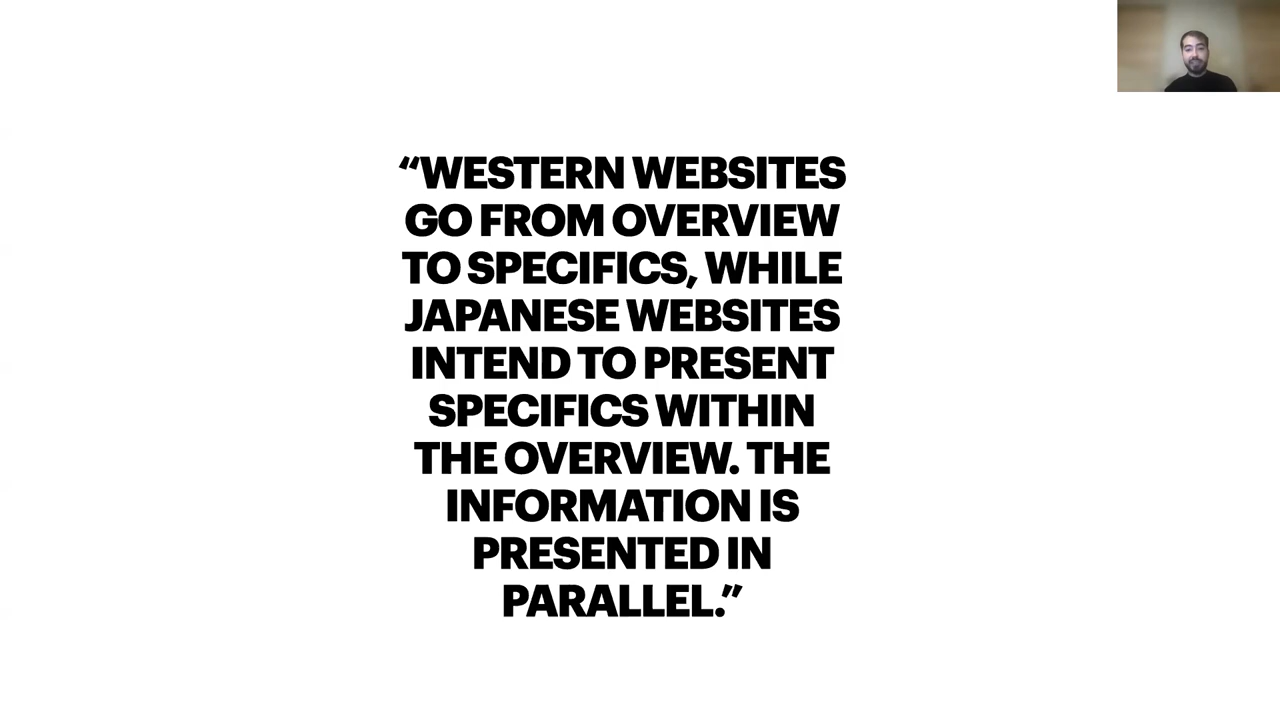 “WESTERN WEBSITES
GO FROM OVERVIEW
TO SPECIFICS, WHILE
JAPANESE WEBSITES
INTEND TO PRESENT
SPECIFICS WITHIN
THE OVERVIEW. THE
INFORMATION IS
PRESENTED IN
PARALLEL.”